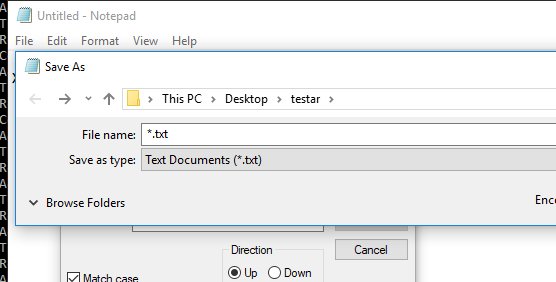 Untitled - Notepad
File Edit Format View Help
Save As
This PC > Desktop > testar >
File name: *.txt
Save as type: Text Documents (*.txt)
Browse Folders
Direction
Cancel
Match case
Up Down